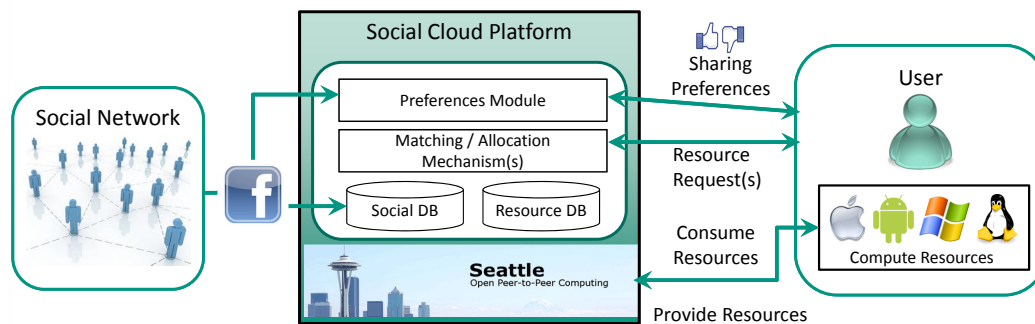 Social Cloud Platform
Sharing
Preferences
User
Social Network
Preferences Module
Matching / Allocation
Mechanism(s)
Resource
Request(s)
f
Social DB
Resource DB
Consume
Resources
Compute Resources
Seattle
Open Peer-to-Peer Computing
Provide Resources